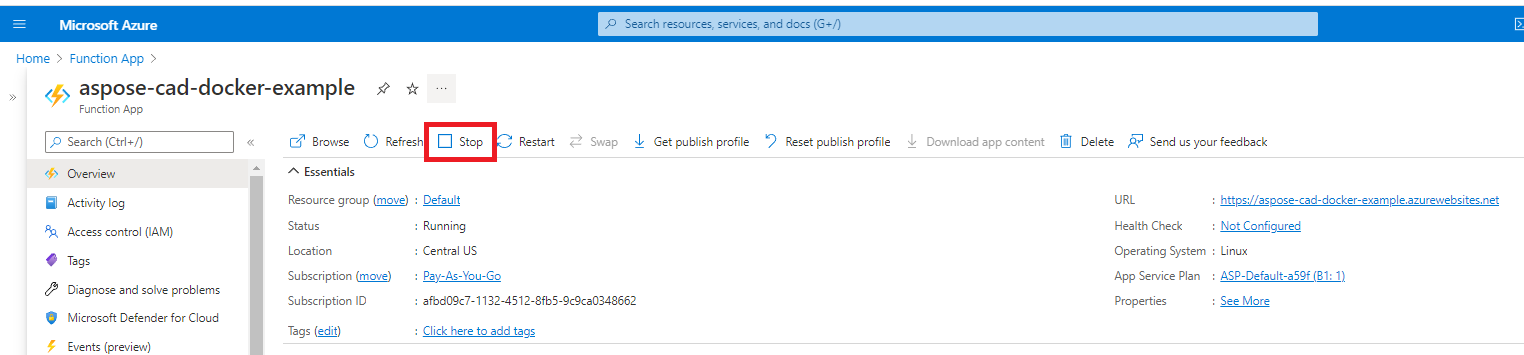 Microsoft Azure
Search resources, services, and docs (G+/)
Home > Function App >
aspose-cad-docker-example
Function App
Search (Ctrl+/)
Browse Refresh Stop Restart Swap Get publish profile Reset publish profile Download app content Delete Send us your feedback
Overview
Activity log
Access control (IAM)
Tags
Diagnose and solve problems
Microsoft Defender for Cloud
Events (preview)
Essentials
Resource group (move) : Default
Status : Running
Location : Central US
Subscription (move) : Pay-As-You-Go
Subscription ID : afbd09c7-1132-4512-8fb5-9c9ca0348662
Tags (edit) : Click here to add tags
URL : https://aspose-cad-docker-example.azurewebsites.net
Health Check : Not Configured
Operating System : Linux
App Service Plan : ASP-Default-a59f (B1: 1)
Properties : See More